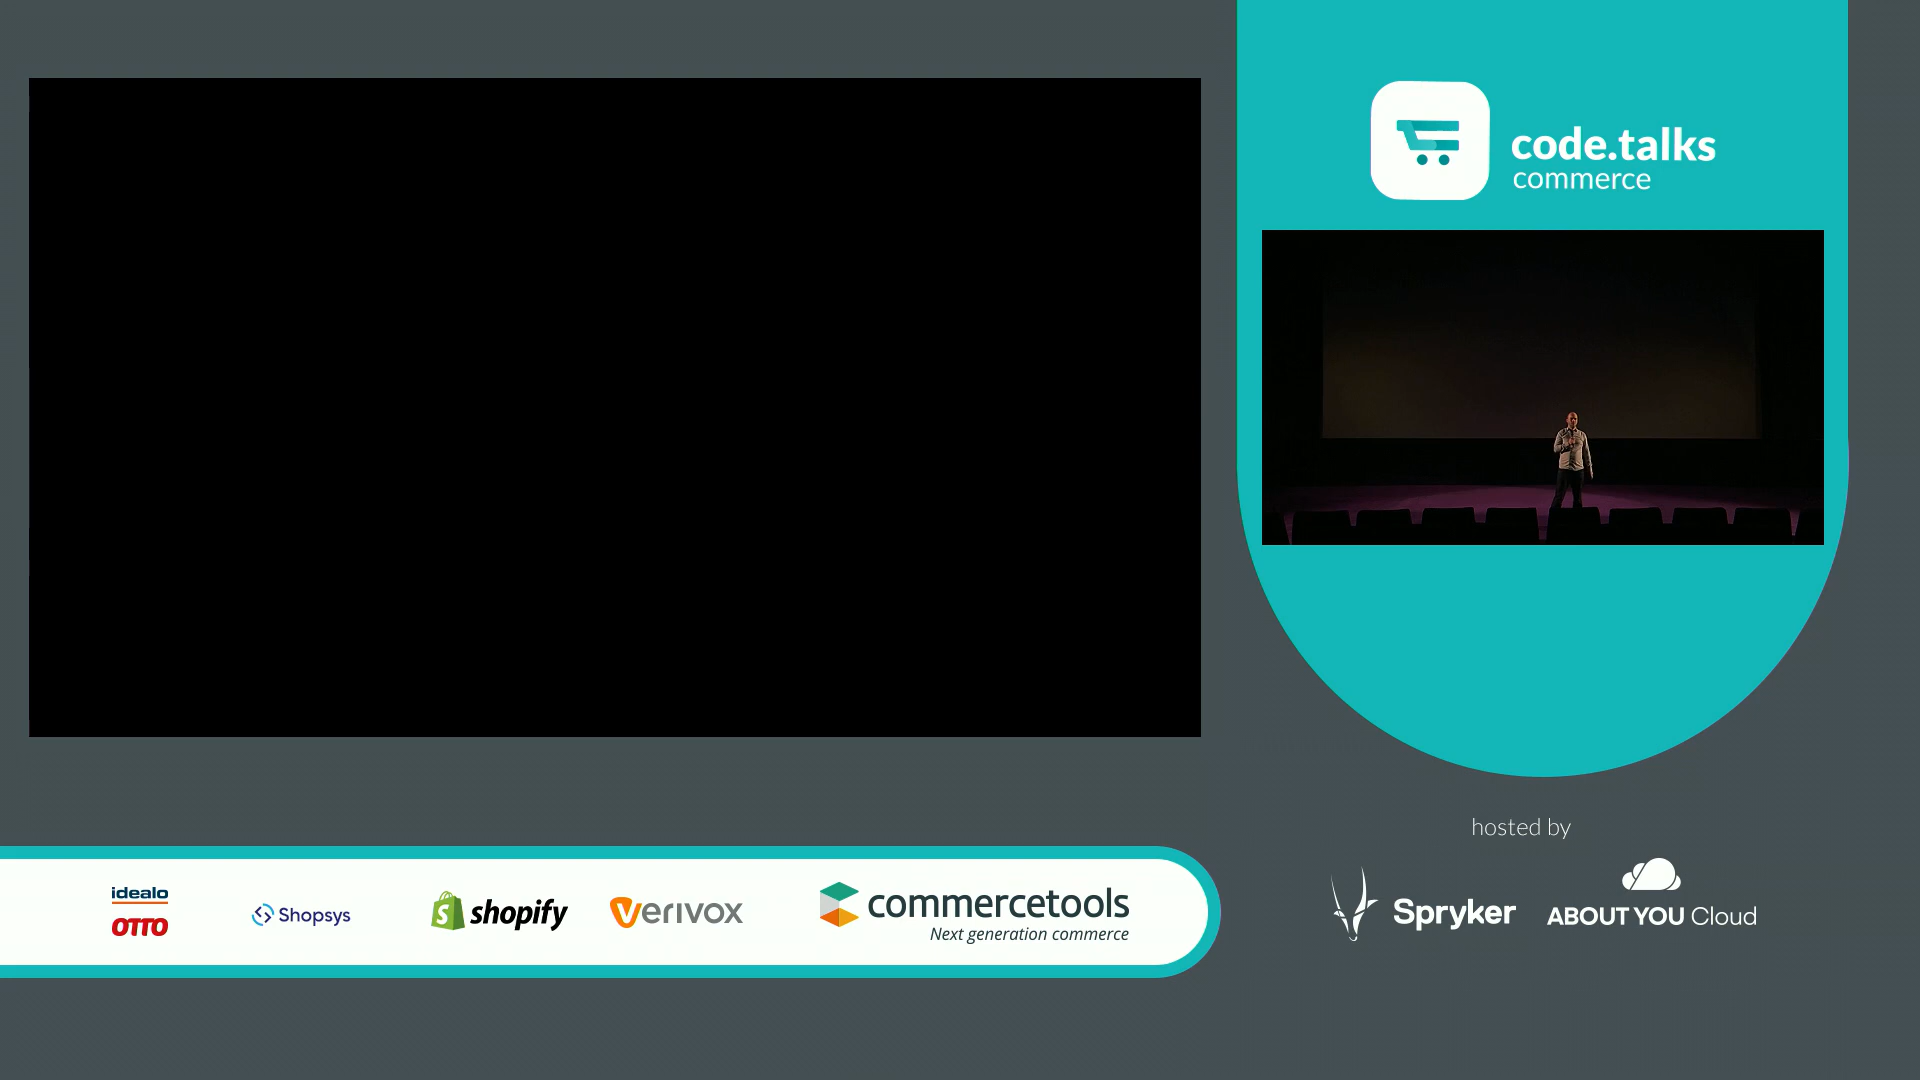 code.talks
commerce
hosted by
idealo
OTTO
Shopsys
shopify
VERIVOX
commercetools
Next generation commerce
Spryker
ABOUT YOU Cloud